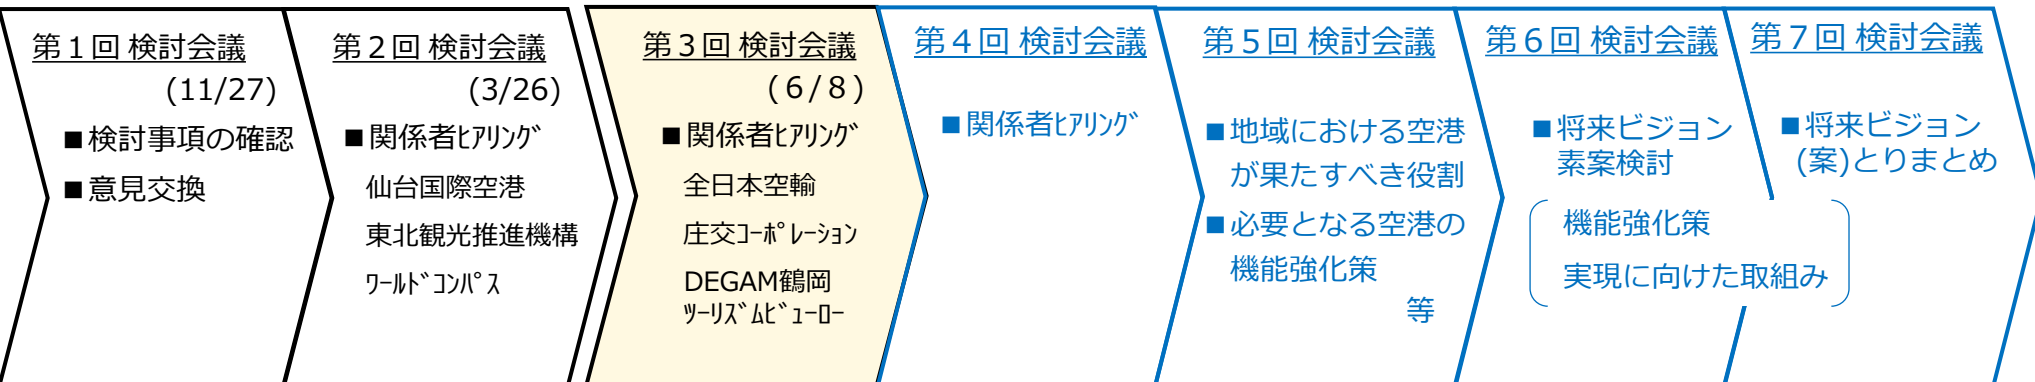 第１回 検討会議
(11/27)
■検討事項の確認
■意見交換
第２回 検討会議
(3/26)
■関係者ﾋｱﾘﾝｸﾞ
仙台国際空港
東北観光推進機構
ﾜｰﾙﾄﾞｺﾝﾊﾟｽ
第３回 検討会議
(６/８)
■関係者ﾋｱﾘﾝｸﾞ
全日本空輸
庄交ｺｰﾎﾟﾚｰｼｮﾝ
DEGAM鶴岡
ﾂｰﾘｽﾞﾑﾋﾞｭｰﾛｰ
第４回 検討会議
■関係者ﾋｱﾘﾝｸﾞ
第５回 検討会議
■地域における空港
が果たすべき役割
■必要となる空港の
機能強化策
等
第６回 検討会議
■将来ビジョン
素案検討
第７回 検討会議
■将来ビジョン
(案)とりまとめ
機能強化策
実現に向けた取組み